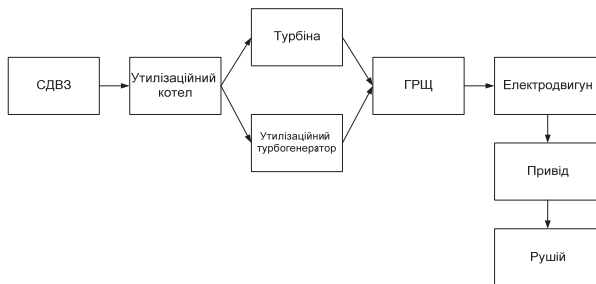 Турбіна
СДВЗ
Утилізаційний
котел
ГРЩ
Електродвигун
Утилізаційний
турбогенератор
Привід
Рушій